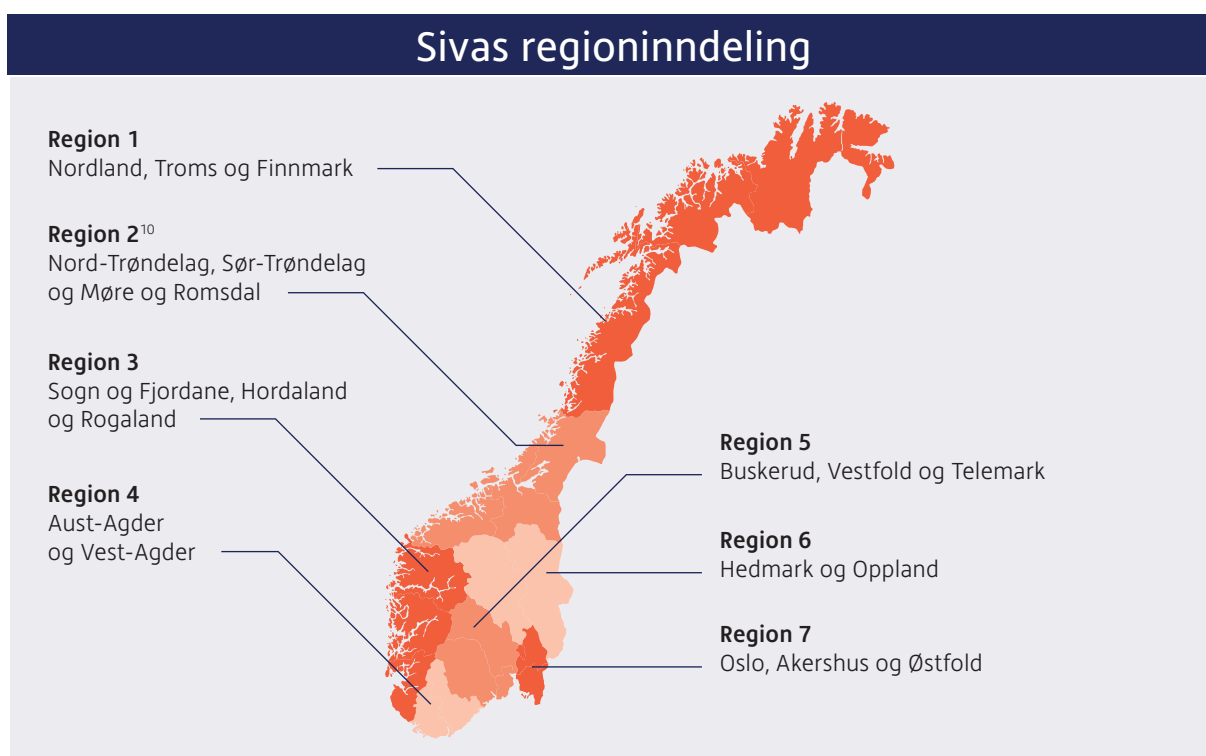 Sivas regioninndeling
Region 1
Nordland, Troms og Finnmark
Region 2¹⁰
Nord-Trøndelag, Sør-Trøndelag
og Møre og Romsdal
Region 3
Sogn og Fjordane, Hordaland
og Rogaland
Region 4
Aust-Agder
og Vest-Agder
Region 5
Buskerud, Vestfold og Telemark
Region 6
Hedmark og Oppland
Region 7
Oslo, Akershus og Østfold